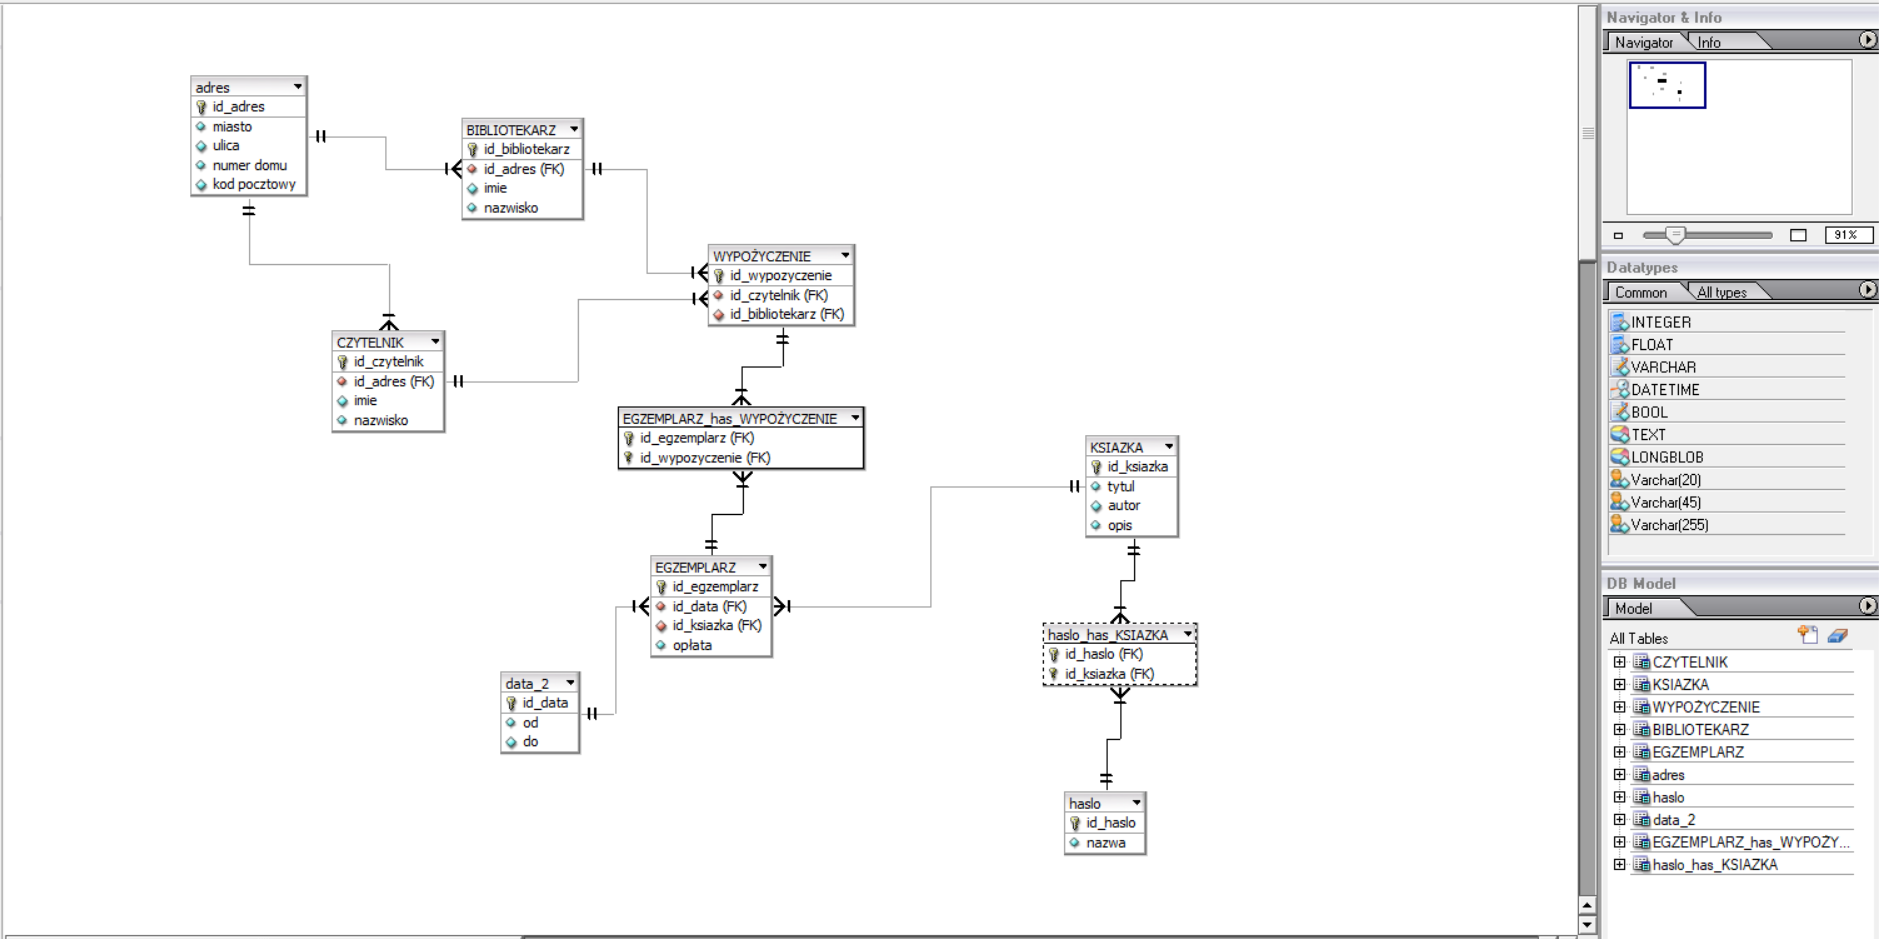 adres
id_adres
miasto
ulica
numer domu
kod pocztowy
BIBLIOTEKARZ
id_bibliotekarz
id_adres (FK)
imie
nazwisko
WYPOŻYCZENIE
id_wypozyczenie
id_czytelnik (FK)
id_bibliotekarz (FK)
CZYTELNIK
id_czytelnik
id_adres (FK)
imie
nazwisko
EGZEMPLARZ_has_WYPOŻYCZENIE
id_egzemplarz (FK)
id_wypozyczenie (FK)
KSIAZKA
id_ksiazka
tytul
autor
opis
EGZEMPLARZ
id_egzemplarz
id_data (FK)
id_ksiazka (FK)
opłata
haslo_has_KSIAZKA
id_haslo (FK)
id_ksiazka (FK)
data_2
id_data
od
do
haslo
id_haslo
nazwa
Navigator & Info
Navigator Info
91%
Datatypes
Common All types
INTEGER
FLOAT
VARCHAR
DATETIME
BOOL
TEXT
LONGBLOB
Varchar(20)
Varchar(45)
Varchar(255)
DB Model
Model
All Tables
CZYTELNIK
KSIAZKA
WYPOŻYCZENIE
BIBLIOTEKARZ
EGZEMPLARZ
adres
haslo
data_2
EGZEMPLARZ_has_WYPOŻY...
haslo_has_KSIAZKA